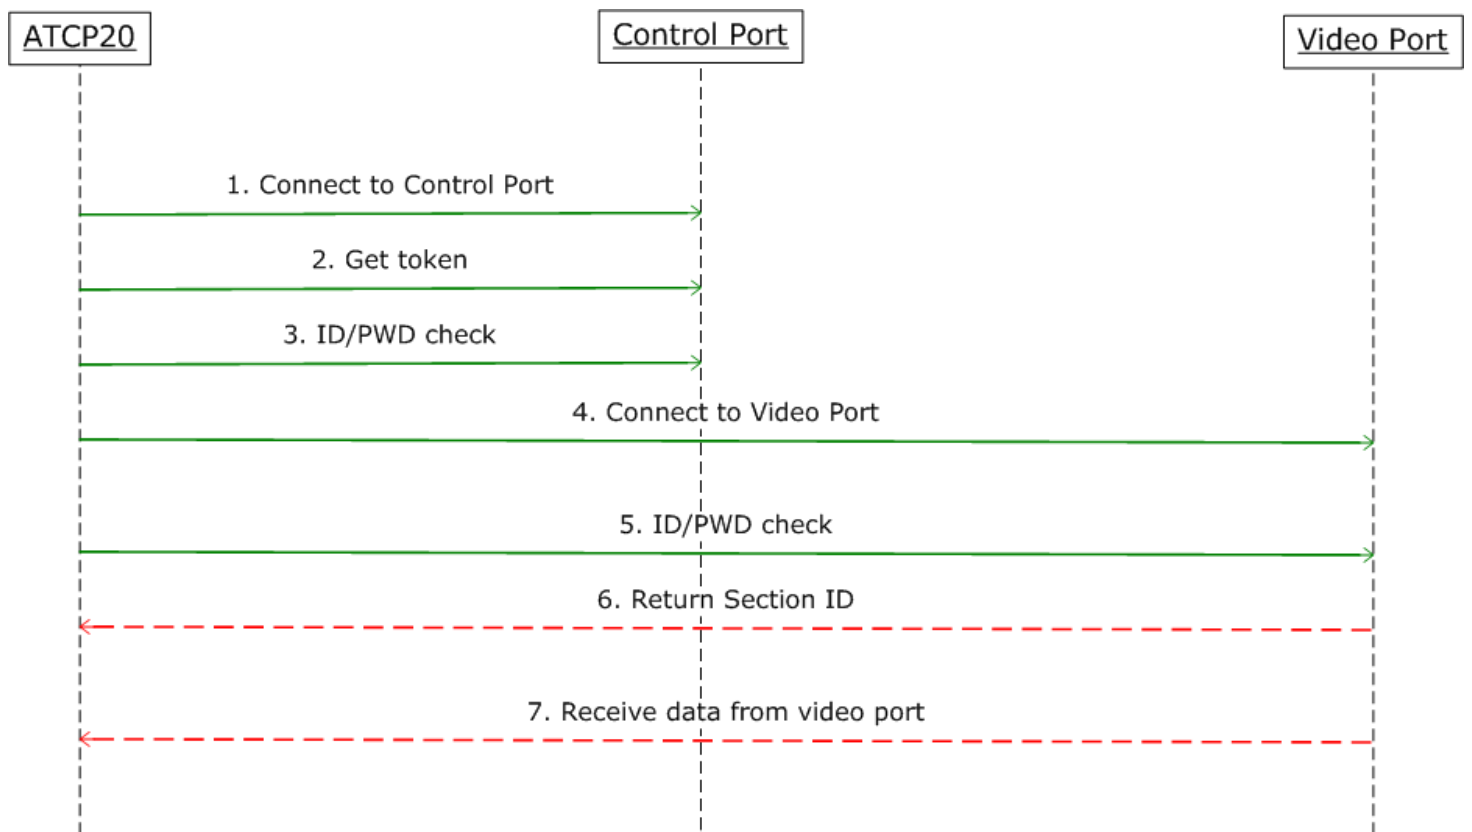 ATCP20
Control Port
Video Port
1. Connect to Control Port
2. Get token
3. ID/PWD check
4. Connect to Video Port
5. ID/PWD check
6. Return Section ID
7. Receive data from video port